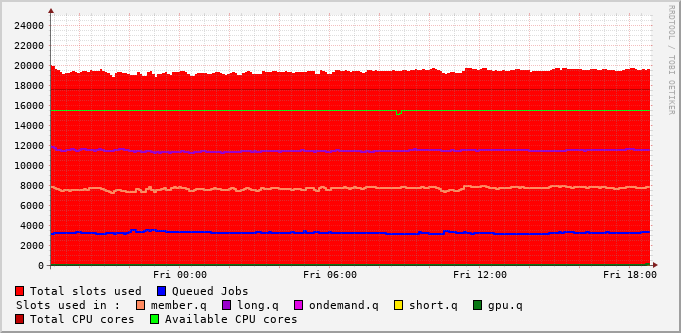 RRDTOOL / TOBI OETIKER
24000
22000
20000
18000
16000
14000
12000
10000
8000
6000
4000
2000
0
Fri 00:00 Fri 06:00 Fri 12:00 Fri 18:00
Total slots used Queued Jobs
Slots used in : member.q long.q ondemand.q short.q gpu.q
Total CPU cores Available CPU cores